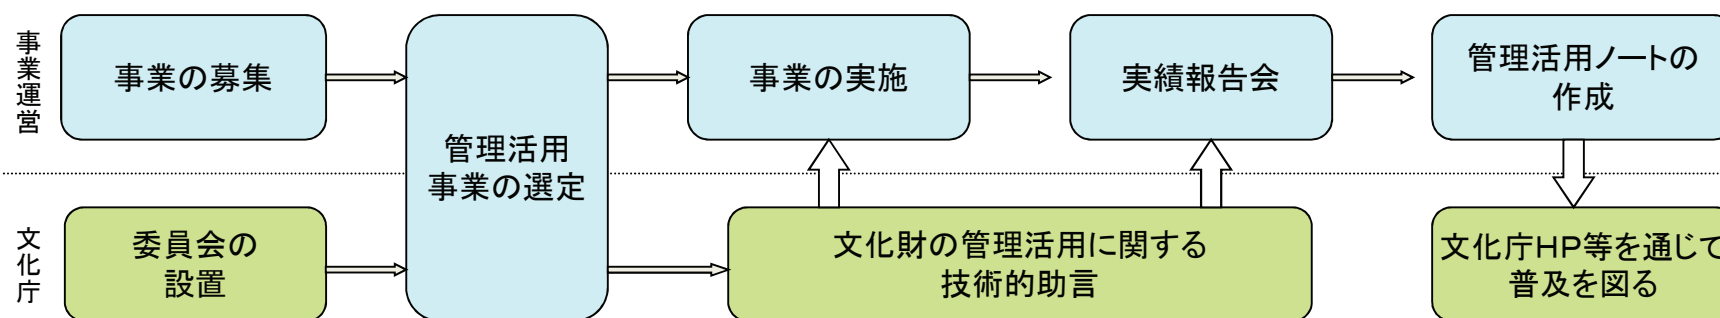 事業運営
事業の募集
管理活用
事業の選定
事業の実施
実績報告会
管理活用ノートの
作成
文化庁
委員会の
設置
文化財の管理活用に関する
技術的助言
文化庁HP等を通じて
普及を図る